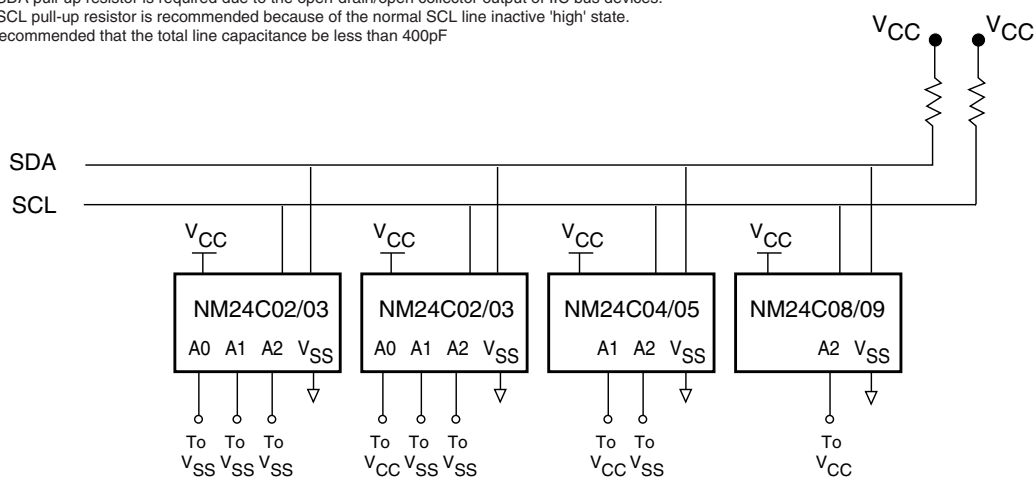 SCL pull-up resistor is recommended because of the normal SCL line inactive 'high' state.
recommended that the total line capacitance be less than 400pF
VCC VCC
SDA
SCL
VCC VCC VCC VCC
NM24C02/03 NM24C02/03 NM24C04/05 NM24C08/09
A0 A1 A2 VSS A0 A1 A2 VSS A1 A2 VSS A2 VSS
To To To To To To To To To
VSS VSS VSS VCC VSS VSS VCC VSS VCC